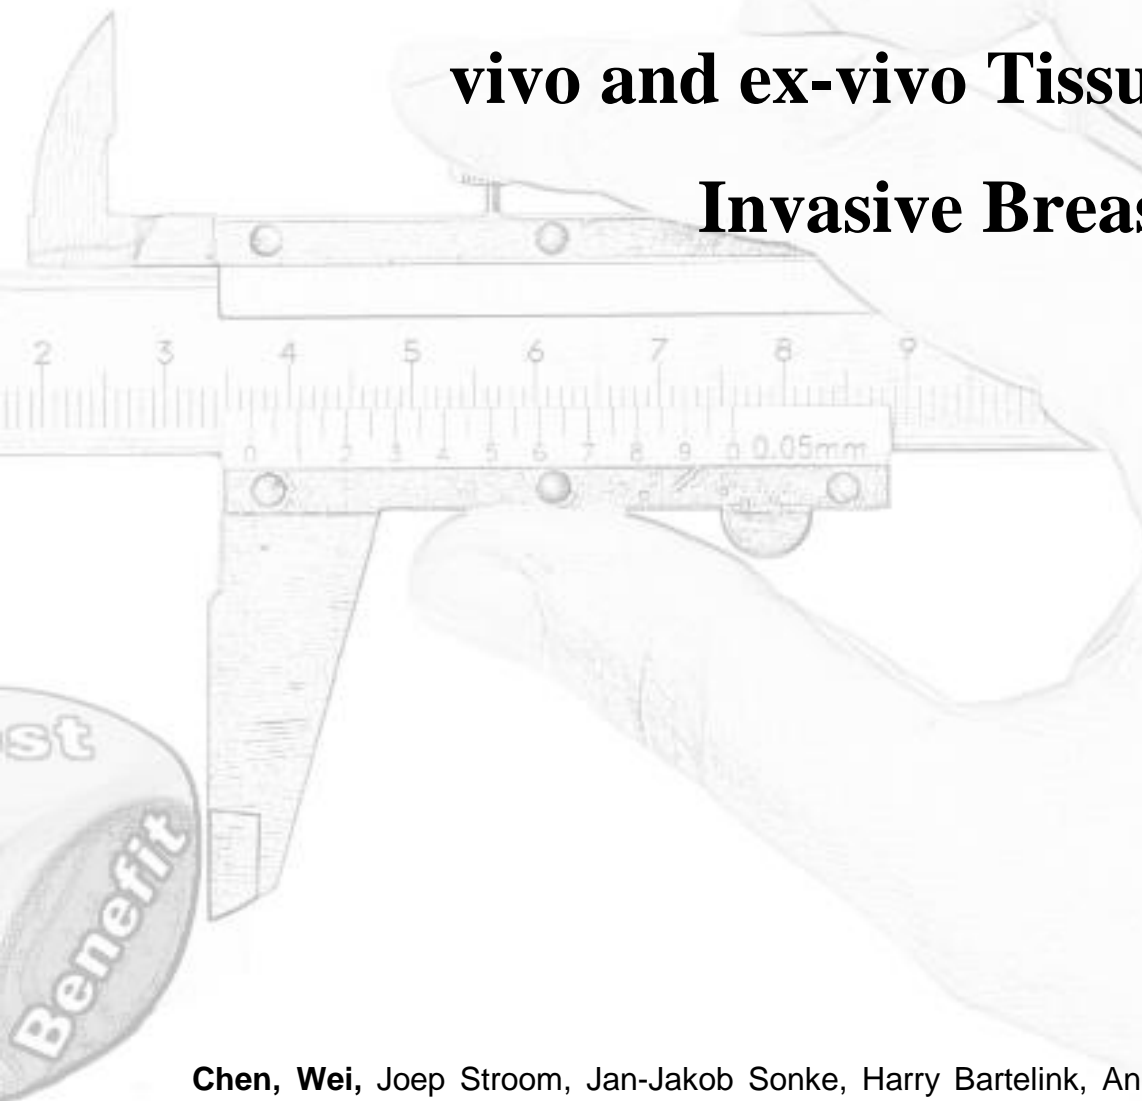 vivo and ex-vivo Tissu
Invasive Breas
2 3 4 5 6 7 8 9
0 2 3 4 5 6 7 8 9 0 0.05mm
ost
Benefit
Chen, Wei, Joep Stroom, Jan-Jakob Sonke, Harry Bartelink, An